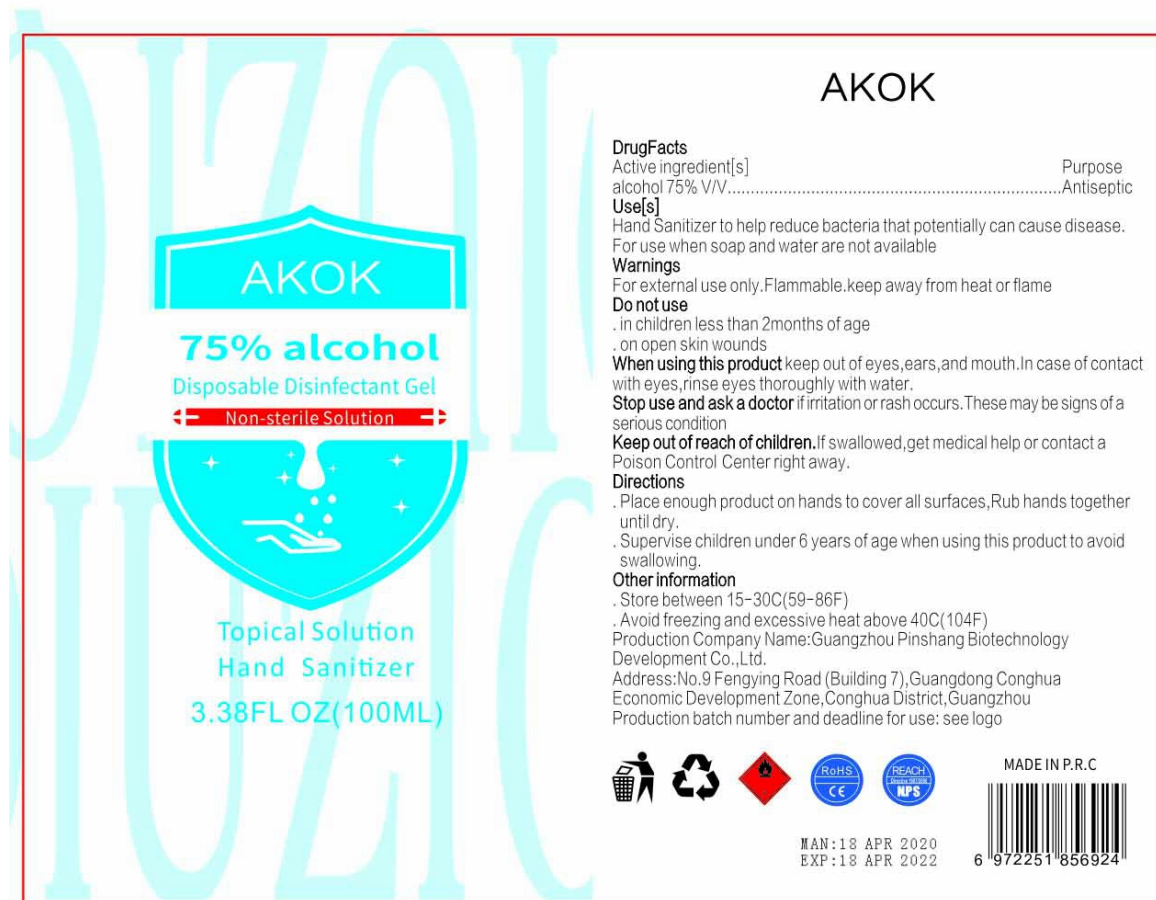 AKOK
75% alcohol
Disposable Disinfectant Gel
Non-sterile Solution
Topical Solution
Hand Sanitizer
3.38FL OZ(100ML)
AKOK
DrugFacts
Active ingredient[s] Purpose
alcohol 75% V/V........................................................................Antiseptic
Use[s]
Hand Sanitizer to help reduce bacteria that potentially can cause disease.
For use when soap and water are not available
Warnings
For external use only.Flammable.keep away from heat or flame
Do not use
. in children less than 2months of age
. on open skin wounds
When using this product keep out of eyes,ears,and mouth.In case of contact
with eyes,rinse eyes thoroughly with water.
Stop use and ask a doctor if irritation or rash occurs.These may be signs of a
serious condition
Keep out of reach of children.If swallowed,get medical help or contact a
Poison Control Center right away.
Directions
. Place enough product on hands to cover all surfaces,Rub hands together
until dry.
. Supervise children under 6 years of age when using this product to avoid
swallowing.
Other information
. Store between 15-30C(59-86F)
. Avoid freezing and excessive heat above 40C(104F)
Production Company Name:Guangzhou Pinshang Biotechnology
Development Co.,Ltd.
Address:No.9 Fengying Road (Building 7),Guangdong Conghua
Economic Development Zone,Conghua District,Guangzhou
Production batch number and deadline for use: see logo
RoHS
CE
REACH
NPS
MADE IN P.R.C
MAN:18 APR 2020
EXP:18 APR 2022
6 972251 856924